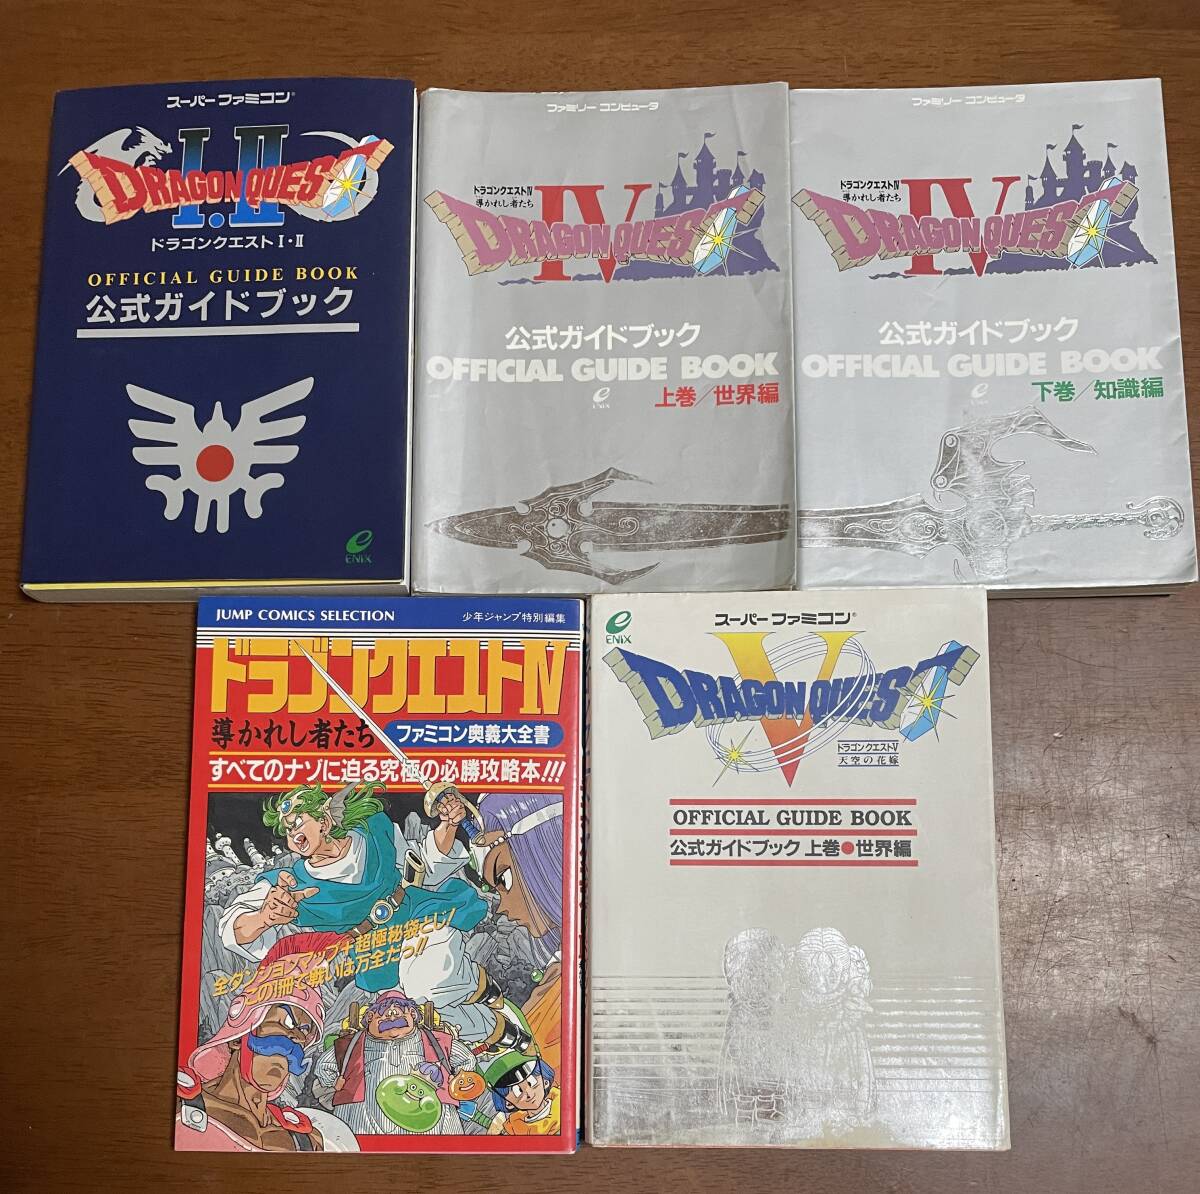 スーパーファミコン®
I・II
DRAGON QUEST
ドラゴンクエストI・II
OFFICIAL GUIDE BOOK
公式ガイドブック
ENIX
ファミリーコンピュータ
ドラゴンクエストIV
導かれし者たち
IV
DRAGON QUEST
公式ガイドブック
OFFICIAL GUIDE BOOK
ENIX
上巻/世界編
ファミリーコンピュータ
ドラゴンクエストIV
導かれし者たち
IV
DRAGON QUEST
公式ガイドブック
OFFICIAL GUIDE BOOK
ENIX
下巻/知識編
JUMP COMICS SELECTION
少年ジャンプ特別編集
ドラゴンクエストIV
導かれし者たち
ファミコン奥義大全書
すべてのナゾに迫る究極の必勝攻略本!!!
全ダンジョンマップ+超極秘袋とじ!
この1冊で戦いは万全だっ!!
ENIX
スーパーファミコン®
V
DRAGON QUEST
ドラゴンクエストV
天空の花嫁
OFFICIAL GUIDE BOOK
公式ガイドブック 上巻●世界編